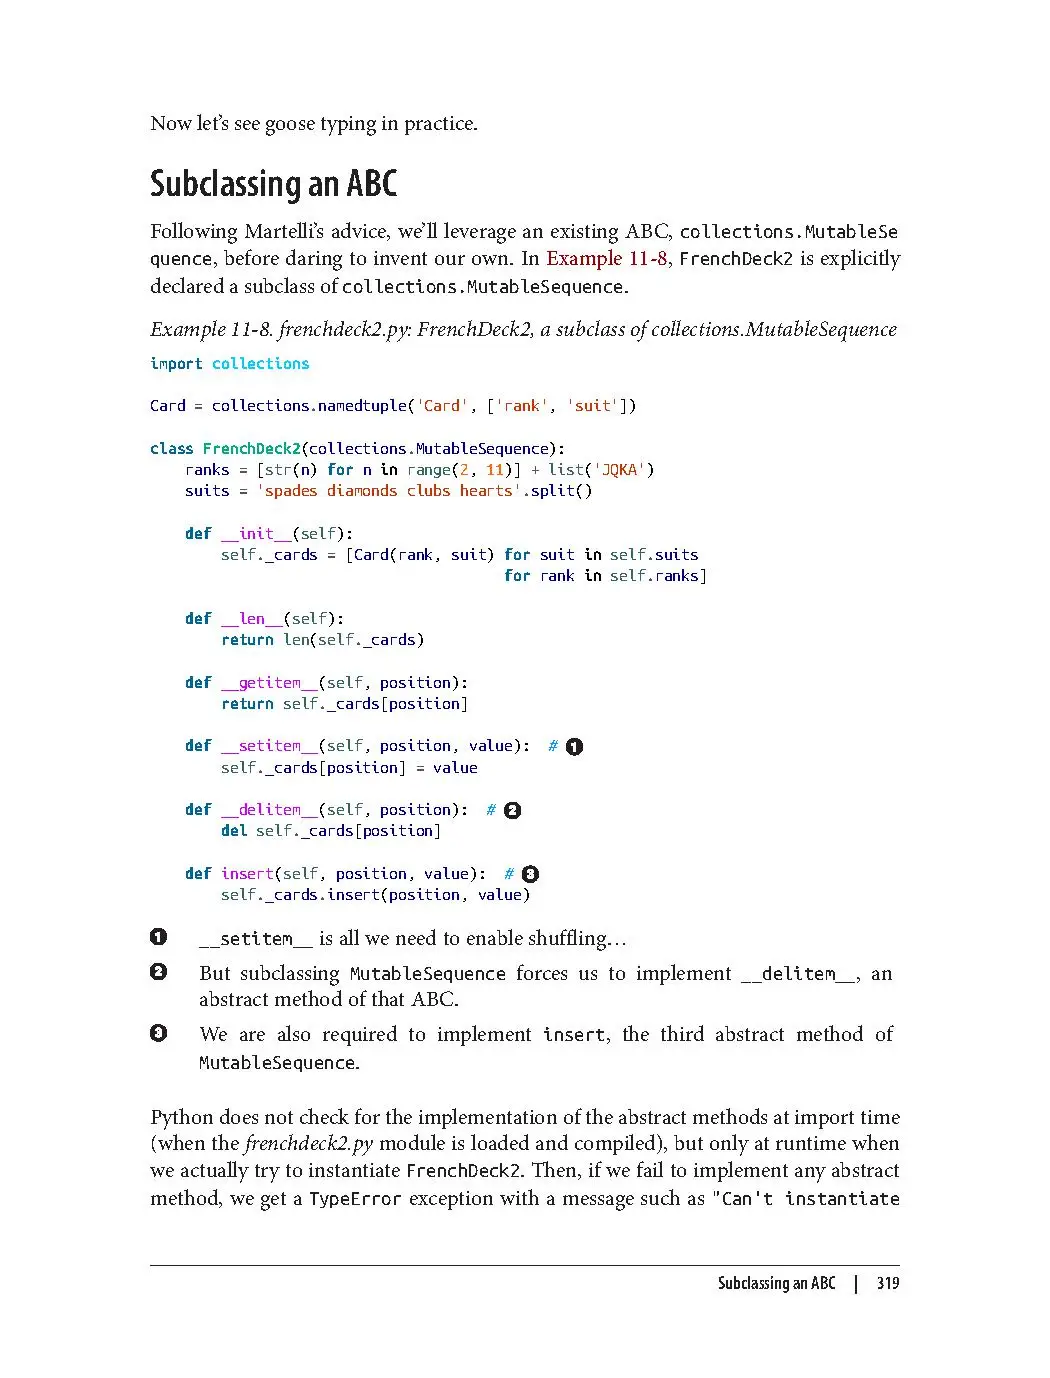 Now let’s see goose typing in practice.
Subclassing an ABC
Following Martelli’s advice, we’ll leverage an existing ABC, collections.MutableSe
quence, before daring to invent our own. In Example 11-8, FrenchDeck2 is explicitly
declared a subclass of collections.MutableSequence.
Example 11-8. frenchdeck2.py: FrenchDeck2, a subclass of collections.MutableSequence
import collections
Card = collections.namedtuple('Card', ['rank', 'suit'])
class FrenchDeck2(collections.MutableSequence):
    ranks = [str(n) for n in range(2, 11)] + list('JQKA')
    suits = 'spades diamonds clubs hearts'.split()
    def __init__(self):
        self._cards = [Card(rank, suit) for suit in self.suits
                                        for rank in self.ranks]
    def __len__(self):
        return len(self._cards)
    def __getitem__(self, position):
        return self._cards[position]
    def __setitem__(self, position, value):  # ❶
        self._cards[position] = value
    def __delitem__(self, position):  # ❷
        del self._cards[position]
    def insert(self, position, value):  # ❸
        self._cards.insert(position, value)
❶ __setitem__ is all we need to enable shuffling…
❷ But subclassing MutableSequence forces us to implement __delitem__, an
abstract method of that ABC.
❸ We are also required to implement insert, the third abstract method of
MutableSequence.
Python does not check for the implementation of the abstract methods at import time
(when the frenchdeck2.py module is loaded and compiled), but only at runtime when
we actually try to instantiate FrenchDeck2. Then, if we fail to implement any abstract
method, we get a TypeError exception with a message such as "Can't instantiate
Subclassing an ABC | 319